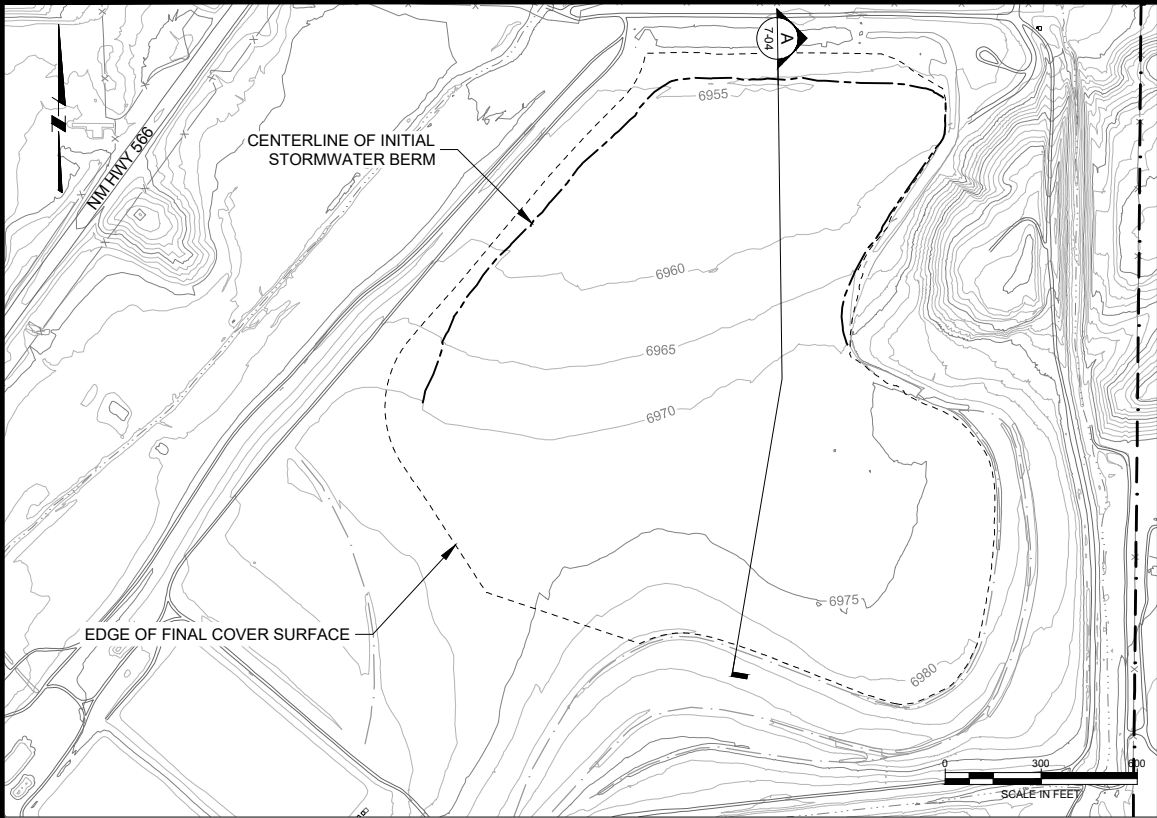 A
7-04
6955
CENTERLINE OF INITIAL
STORMWATER BERM
NM HWY 566
6960
6965
6970
6975
EDGE OF FINAL COVER SURFACE
6980
0 300 600
SCALE IN FEET